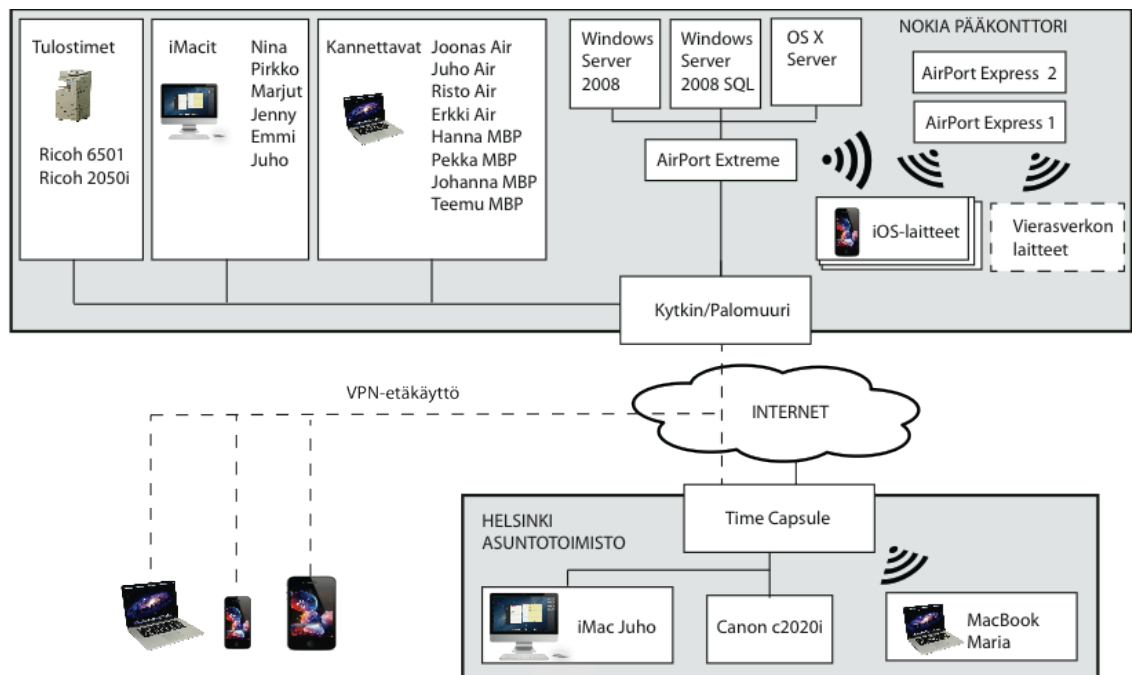 Tulostimet
Ricoh 6501
Ricoh 2050i
iMacit
Nina
Pirkko
Marjut
Jenny
Emmi
Juho
Kannettavat
Joonas Air
Juho Air
Risto Air
Erkki Air
Hanna MBP
Pekka MBP
Johanna MBP
Teemu MBP
Windows
Server
2008
Windows
Server
2008 SQL
OS X
Server
NOKIA PÄÄKONTTORI
AirPort Express 2
AirPort Express 1
AirPort Extreme
iOS-laitteet
Vierasverkon
laitteet
Kytkin/Palomuuri
VPN-etäkäyttö
INTERNET
HELSINKI
ASUNTOTOIMISTO
Time Capsule
iMac Juho
Canon c2020i
MacBook
Maria